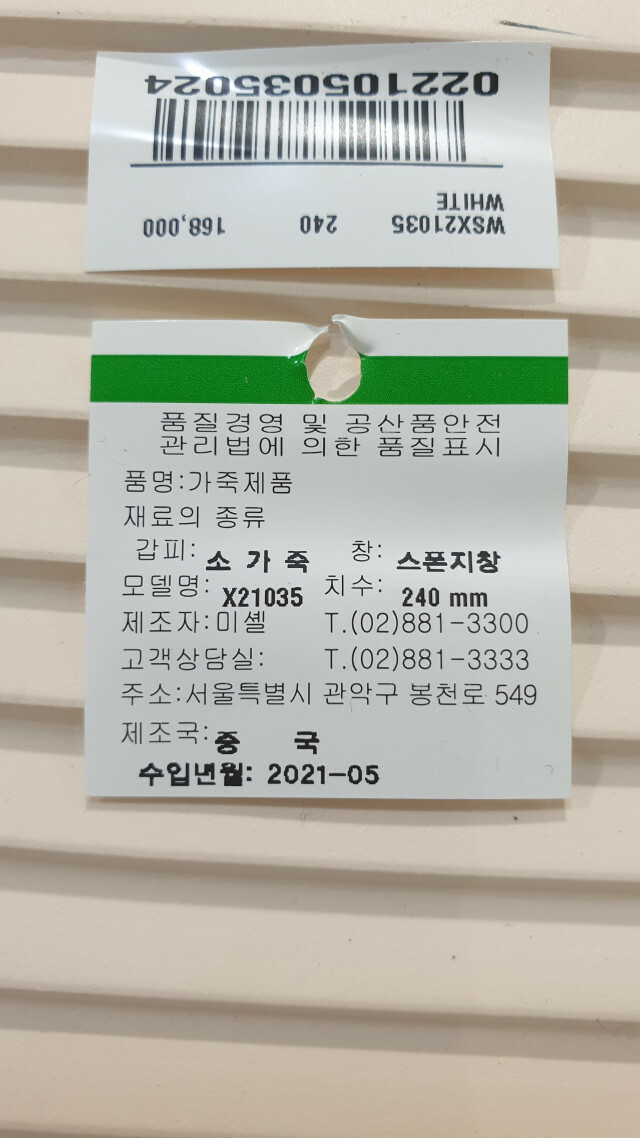 022105035024
WSX21035 240 168,000
WHITE
품질경영 및 공산품안전
관리법에 의한 품질표시
품명:가죽제품
재료의 종류
갑피: 소 가 죽 창: 스폰지창
모델명: X21035 치수: 240 mm
제조자:미셸 T.(02)881-3300
고객상담실: T.(02)881-3333
주소:서울특별시 관악구 봉천로 549
제조국:중 국
수입년월: 2021-05